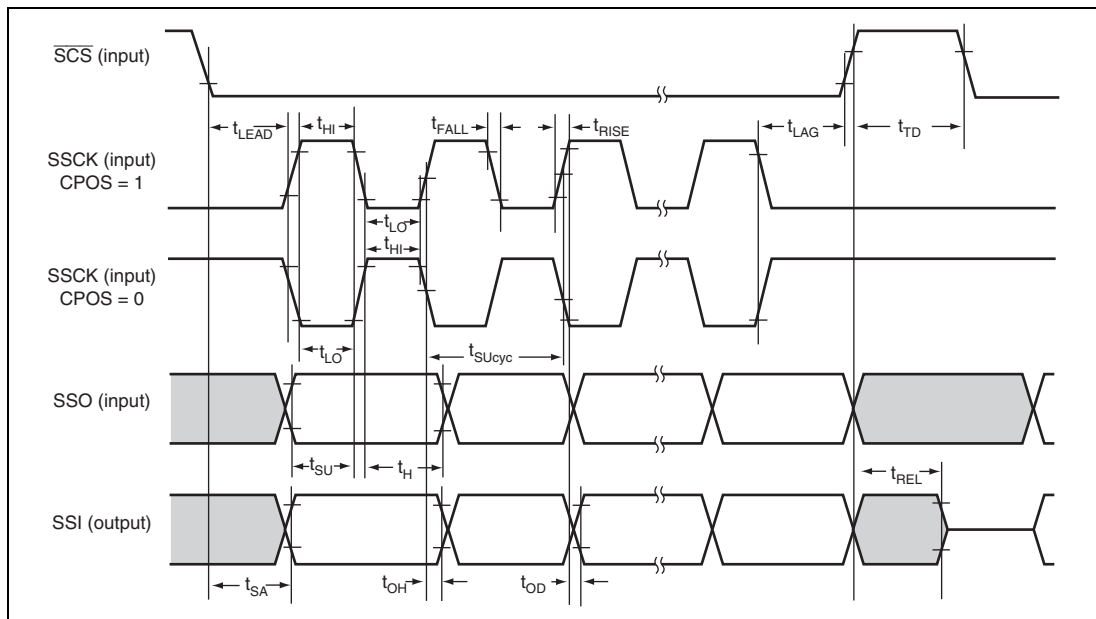 SCS (input)
tLEAD
tHI
tFALL
tRISE
tLAG
tTD
SSCK (input)
CPOS = 1
tLO
tHI
SSCK (input)
CPOS = 0
tLO
tSUcyc
SSO (input)
tSU
tH
tREL
SSI (output)
tSA
tOH
tOD